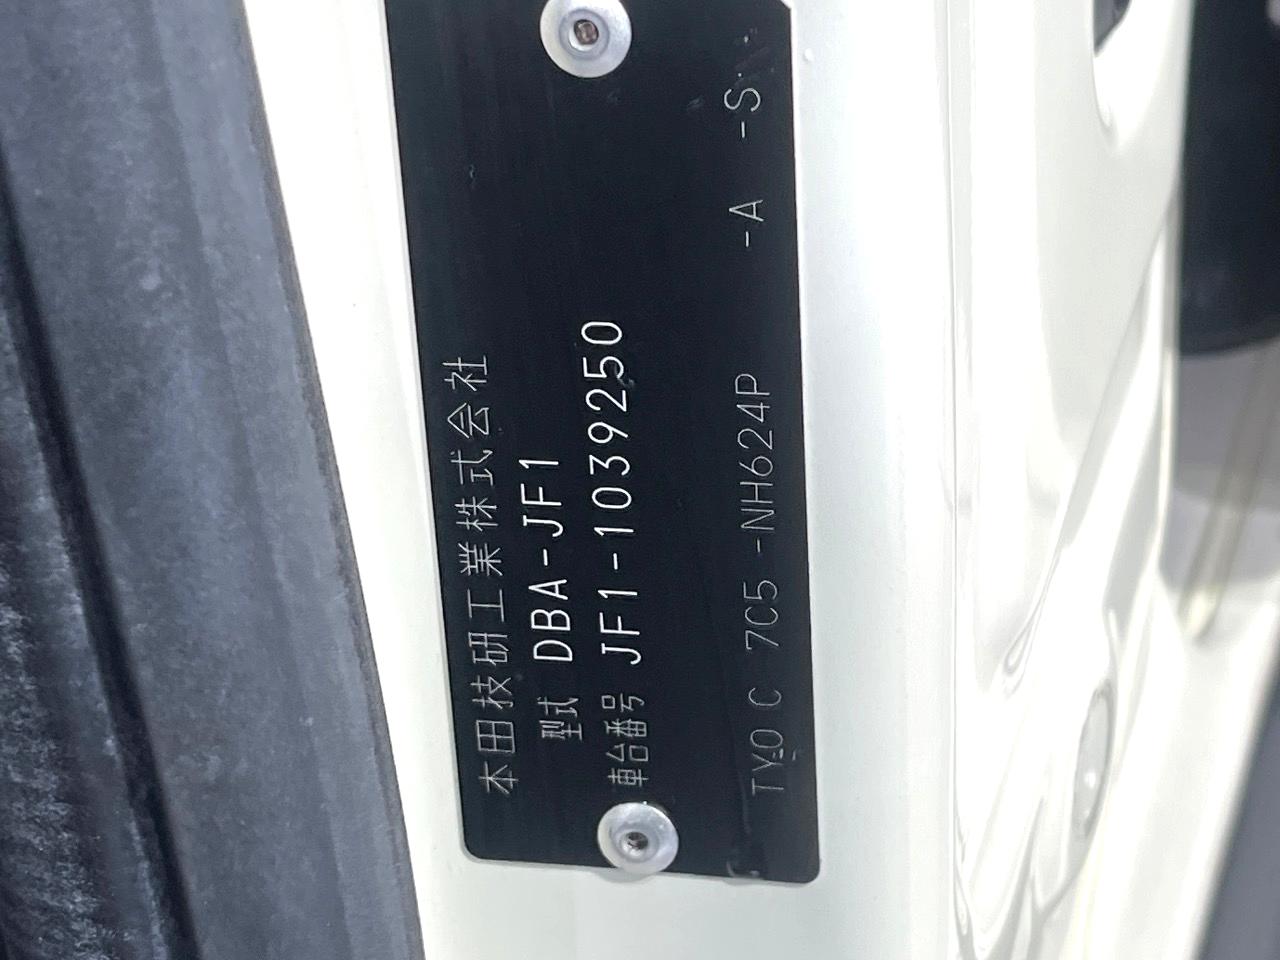 本田技研工業株式会社
型式 DBA-JF1
車台番号 JF1-1039250
TY0 C 7C5 -NH624P -A -S